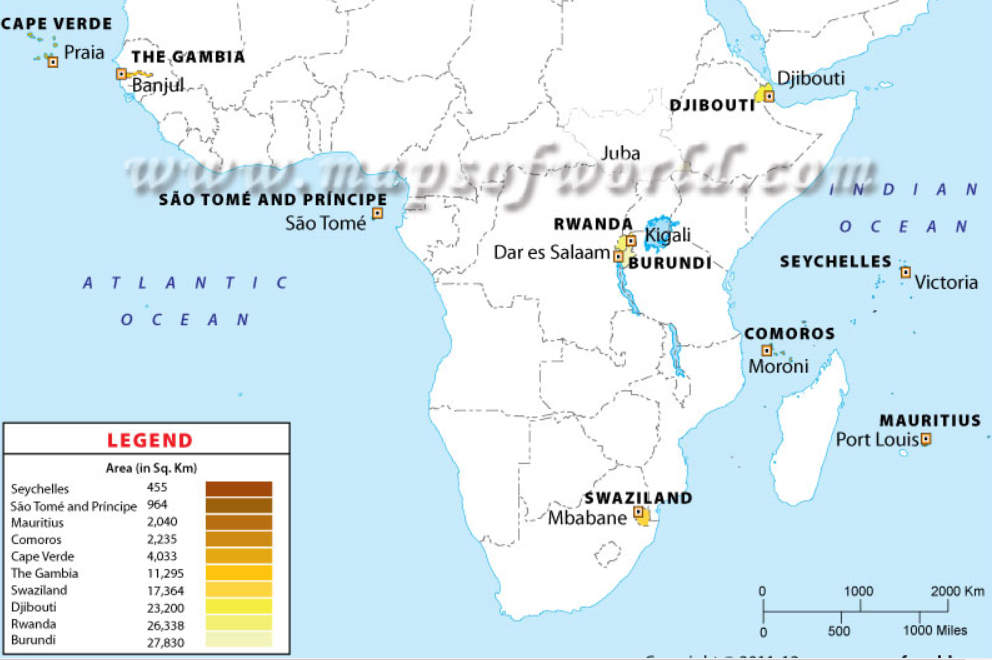 CAPE VERDE
Praia
THE GAMBIA
Banjul
Djibouti
DJIBOUTI
Juba
www.mapsofworld.com
SÃO TOMÉ AND PRÍNCIPE
São Tomé
RWANDA
Kigali
Dar es Salaam
BURUNDI
INDIAN
OCEAN
SEYCHELLES
Victoria
ATLANTIC
OCEAN
COMOROS
Moroni
MAURITIUS
Port Louis
SWAZILAND
Mbabane
LEGEND
Area (in Sq. Km)
Seychelles 455
São Tomé and Príncipe 964
Mauritius 2,040
Comoros 2,235
Cape Verde 4,033
The Gambia 11,295
Swaziland 17,364
Djibouti 23,200
Rwanda 26,338
Burundi 27,830
0 1000 2000 Km
0 500 1000 Miles